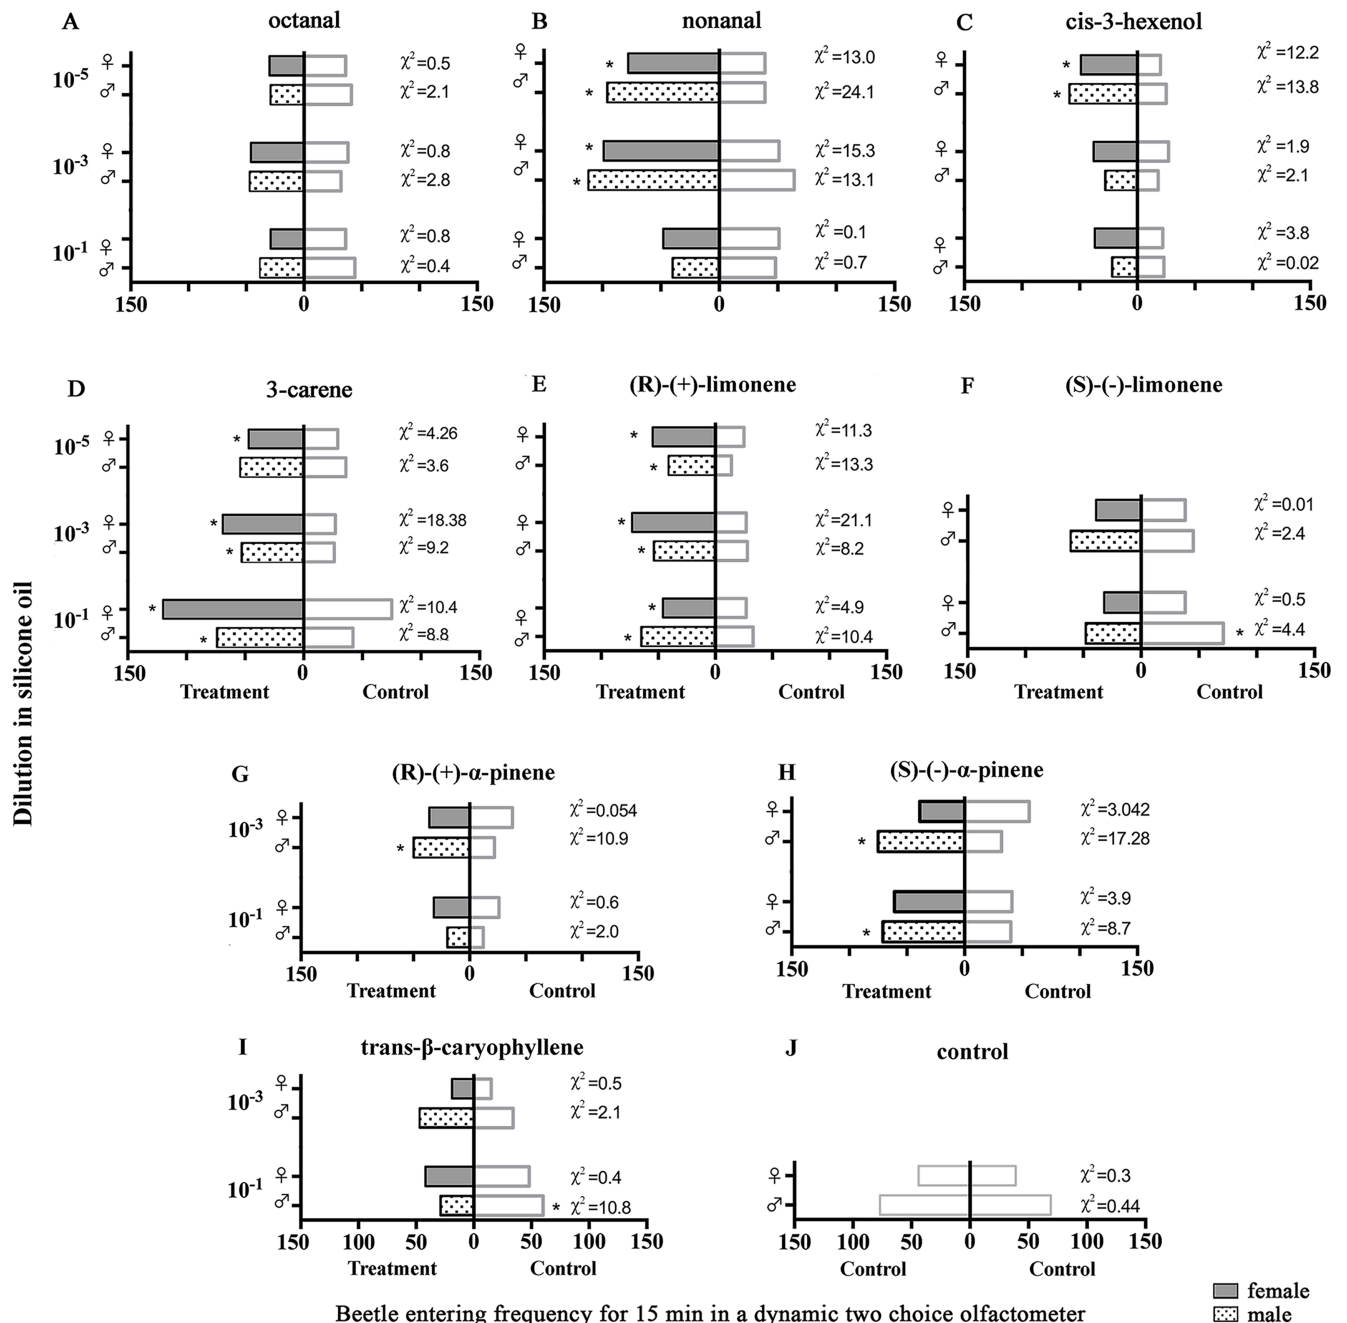 A octanal
10⁻⁵ ♀ χ²=0.5
♂ χ²=2.1
10⁻³ ♀ χ²=0.8
♂ χ²=2.8
10⁻¹ ♀ χ²=0.8
♂ χ²=0.4
150 0 150
B nonanal
♀ * χ²=13.0
♂ * χ²=24.1
♀ * χ²=15.3
♂ * χ²=13.1
♀ χ²=0.1
♂ χ²=0.7
150 0 150
C cis-3-hexenol
♀ * χ²=12.2
♂ * χ²=13.8
♀ χ²=1.9
♂ χ²=2.1
♀ χ²=3.8
♂ χ²=0.02
150 0 150
D 3-carene
10⁻⁵ ♀ * χ²=4.26
♂ χ²=3.6
10⁻³ ♀ * χ²=18.38
♂ * χ²=9.2
10⁻¹ ♀ * χ²=10.4
♂ * χ²=8.8
150 0 150
Treatment Control
E (R)-(+)-limonene
♀ * χ²=11.3
♂ * χ²=13.3
♀ * χ²=21.1
♂ * χ²=8.2
♀ * χ²=4.9
♂ * χ²=10.4
150 0 150
Treatment Control
F (S)-(-)-limonene
♀ χ²=0.01
♂ χ²=2.4
♀ χ²=0.5
♂ * χ²=4.4
150 0 150
Treatment Control
Dilution in silicone oil
G (R)-(+)-α-pinene
10⁻³ ♀ χ²=0.054
♂ * χ²=10.9
10⁻¹ ♀ χ²=0.6
♂ χ²=2.0
150 0 150
Treatment Control
H (S)-(-)-α-pinene
♀ χ²=3.042
♂ * χ²=17.28
♀ χ²=3.9
♂ * χ²=8.7
150 0 150
Treatment Control
I trans-β-caryophyllene
10⁻³ ♀ χ²=0.5
♂ χ²=2.1
10⁻¹ ♀ χ²=0.4
♂ * χ²=10.8
150 100 50 0 50 100 150
Treatment Control
J control
♀ χ²=0.3
♂ χ²=0.44
150 100 50 0 50 100 150
Control Control
female
male
Beetle entering frequency for 15 min in a dynamic two choice olfactometer